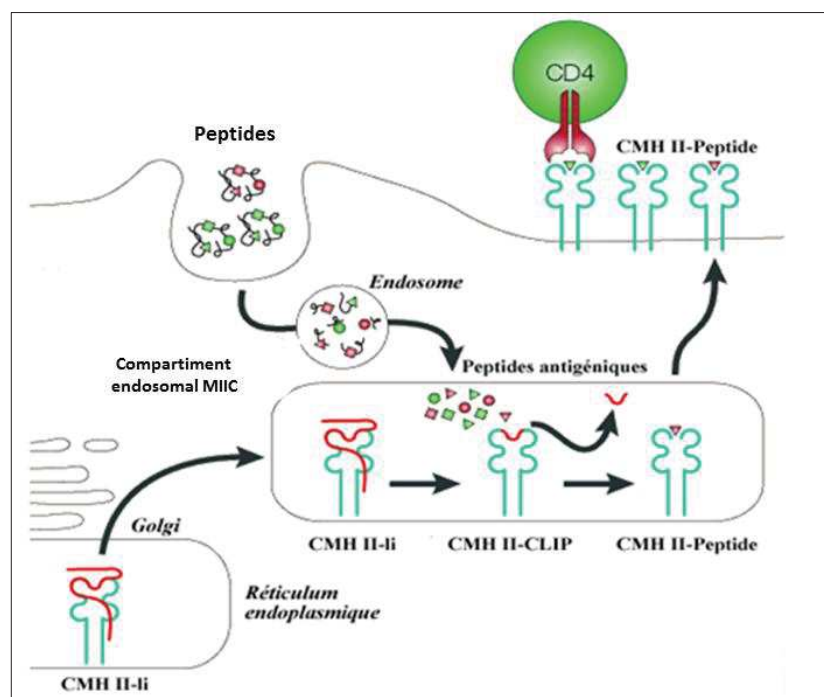 CD4
Peptides
CMH II-Peptide
Endosome
Compartiment
endosomal MIIC
Peptides antigéniques
Golgi
CMH II-li
CMH II-CLIP
CMH II-Peptide
Réticulum
endoplasmique
CMH II-li